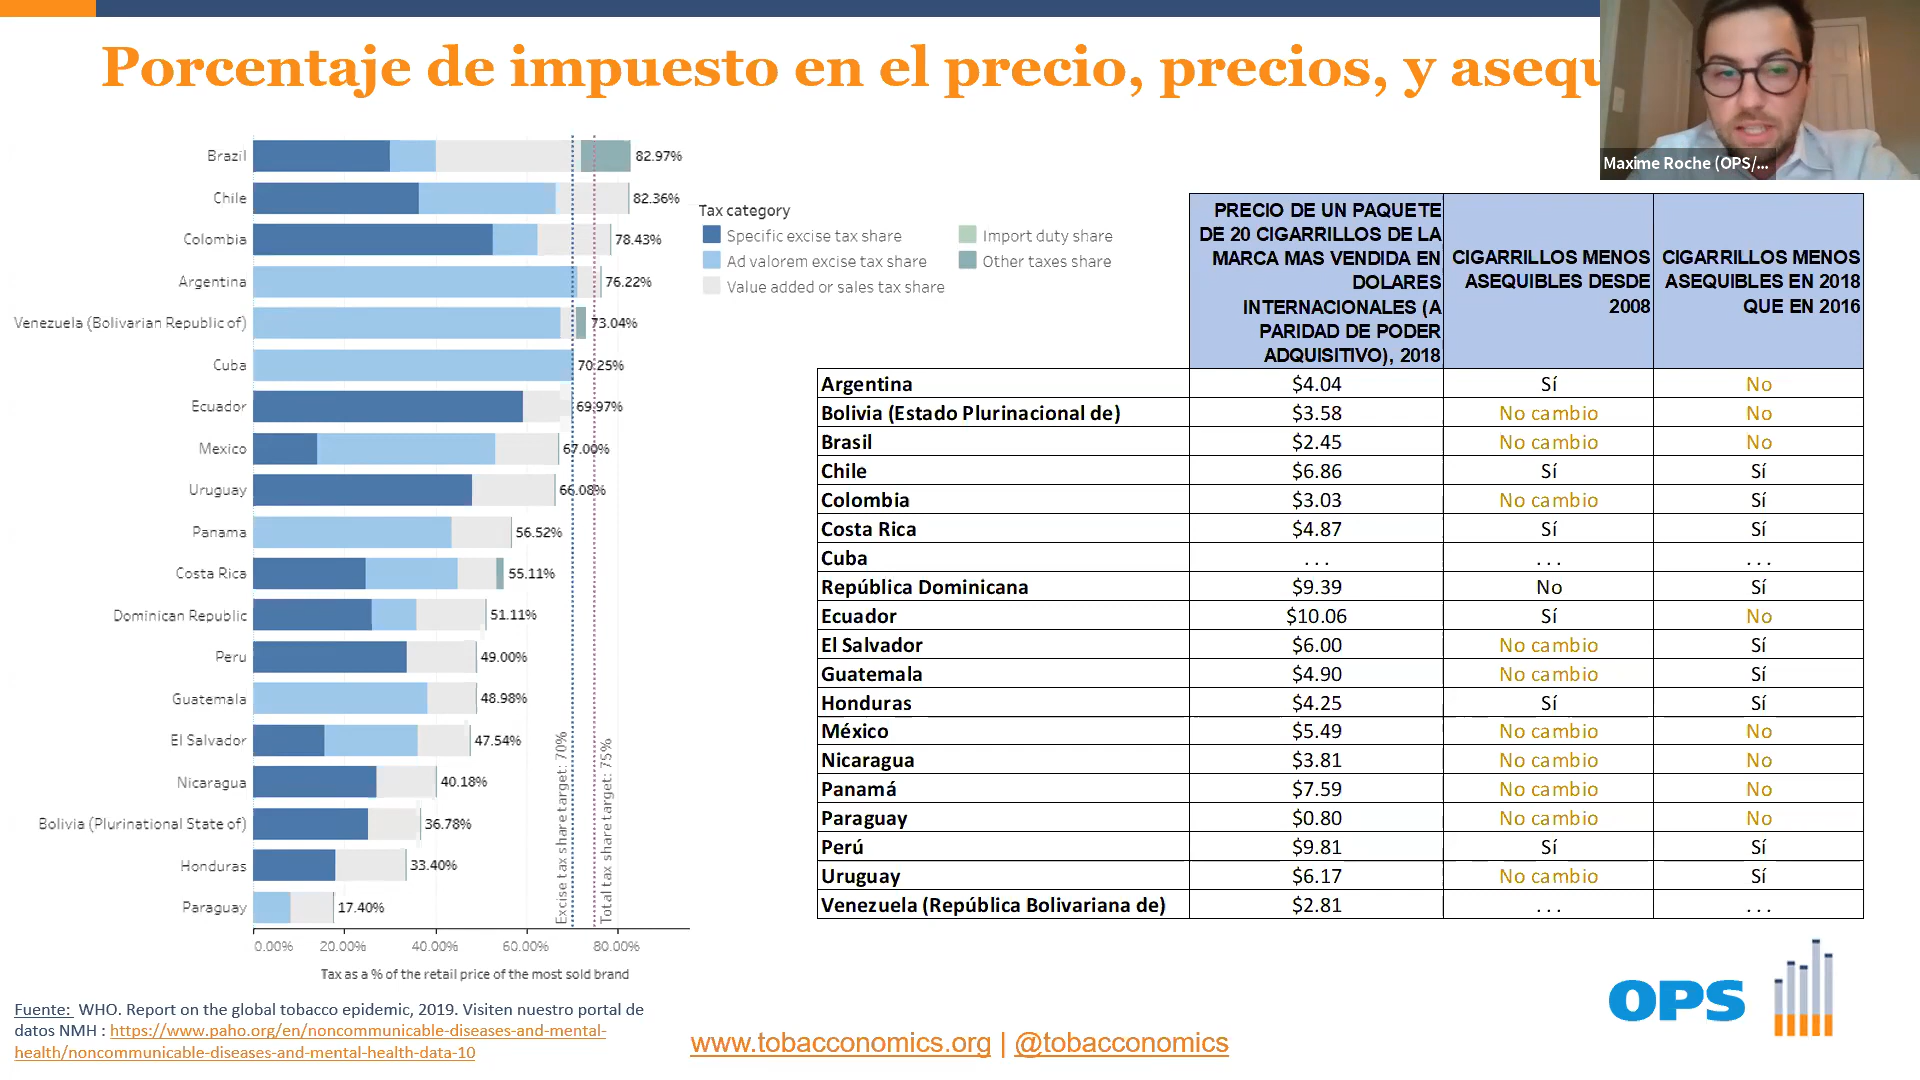 Porcentaje de impuesto en el precio, precios, y asequ
Maxime Roche (OPS/...
Brazil 82.97%
Chile 82.36%
Colombia 78.43%
Argentina 76.22%
Venezuela (Bolivarian Republic of) 73.04%
Cuba 70.25%
Ecuador 69.97%
Mexico 67.00%
Uruguay 66.08%
Panama 56.52%
Costa Rica 55.11%
Dominican Republic 51.11%
Peru 49.00%
Guatemala 48.98%
El Salvador 47.54%
Nicaragua 40.18%
Bolivia (Plurinational State of) 36.78%
Honduras 33.40%
Paraguay 17.40%
Excise tax share target: 70%
Total tax share target: 75%
0.00% 20.00% 40.00% 60.00% 80.00%
Tax as a % of the retail price of the most sold brand
Tax category
Specific excise tax share
Ad valorem excise tax share
Value added or sales tax share
Import duty share
Other taxes share
PRECIO DE UN PAQUETE
DE 20 CIGARRILLOS DE LA
MARCA MAS VENDIDA EN
DOLARES
INTERNACIONALES (A
PARIDAD DE PODER
ADQUISITIVO), 2018
CIGARRILLOS MENOS
ASEQUIBLES DESDE
2008
CIGARRILLOS MENOS
ASEQUIBLES EN 2018
QUE EN 2016
Argentina $4.04 Sí No
Bolivia (Estado Plurinacional de) $3.58 No cambio No
Brasil $2.45 No cambio No
Chile $6.86 Sí Sí
Colombia $3.03 No cambio Sí
Costa Rica $4.87 Sí Sí
Cuba ... ... ...
República Dominicana $9.39 No Sí
Ecuador $10.06 Sí No
El Salvador $6.00 No cambio Sí
Guatemala $4.90 No cambio Sí
Honduras $4.25 Sí Sí
México $5.49 No cambio No
Nicaragua $3.81 No cambio No
Panamá $7.59 No cambio No
Paraguay $0.80 No cambio No
Perú $9.81 Sí Sí
Uruguay $6.17 No cambio Sí
Venezuela (República Bolivariana de) $2.81 ... ...
Fuente: WHO. Report on the global tobacco epidemic, 2019. Visiten nuestro portal de
datos NMH : https://www.paho.org/en/noncommunicable-diseases-and-mental-
health/noncommunicable-diseases-and-mental-health-data-10
www.tobacconomics.org | @tobacconomics
OPS